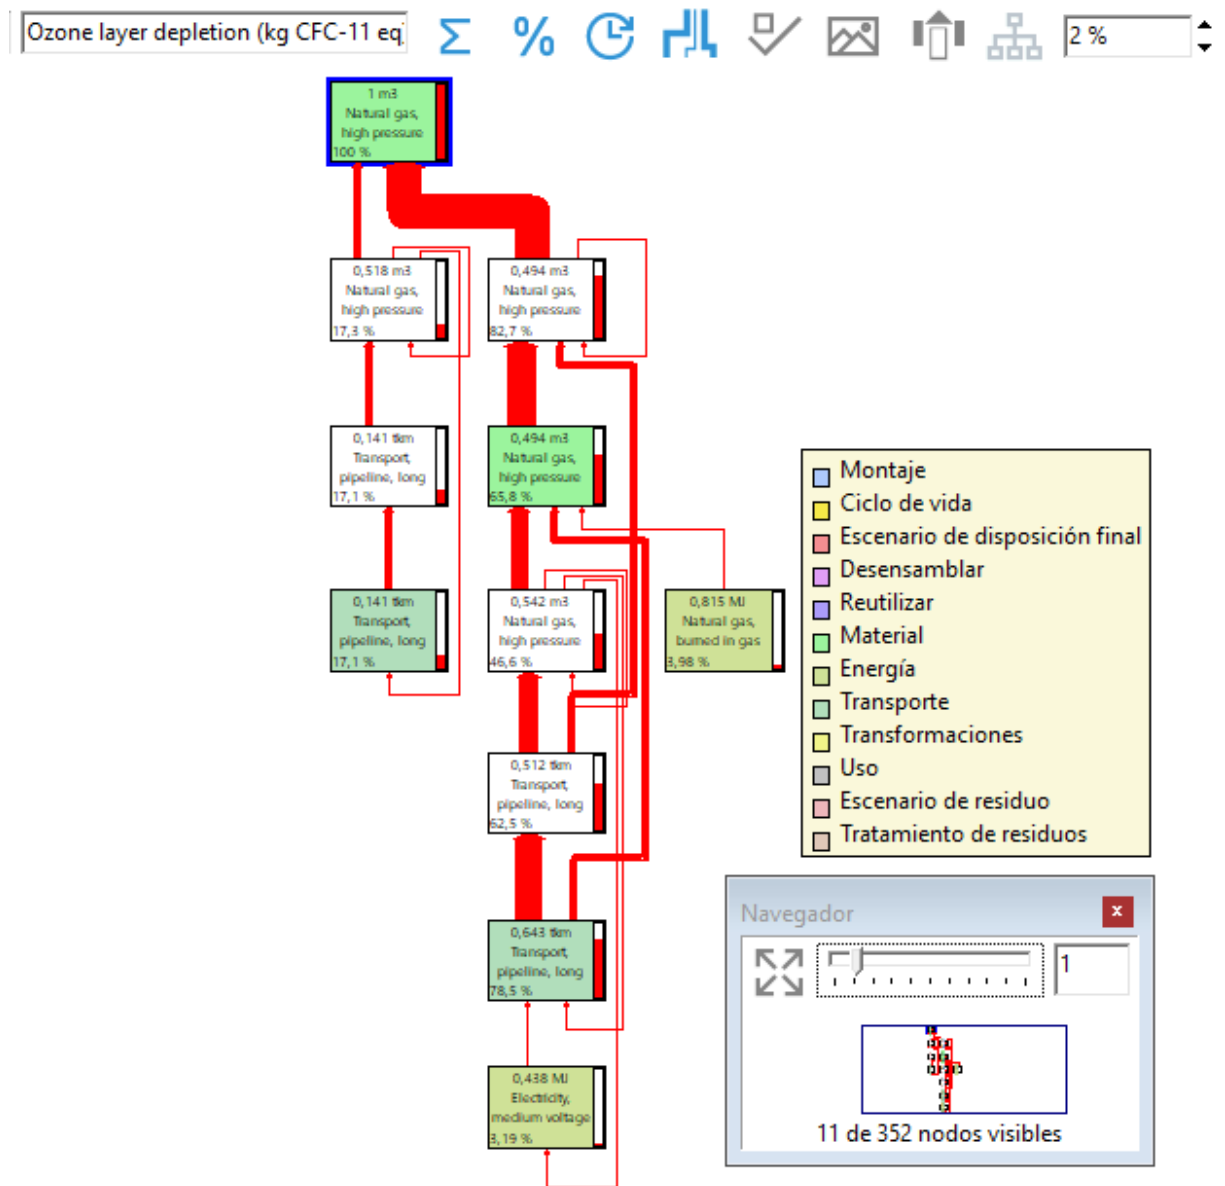 Ozone layer depletion (kg CFC-11 eq
2 %
1 m3
Natural gas,
high pressure
100 %
0,518 m3
Natural gas,
high pressure
17,3 %
0,494 m3
Natural gas,
high pressure
82,7 %
0,141 tkm
Transport,
pipeline, long
17,1 %
0,494 m3
Natural gas,
high pressure
65,8 %
0,141 tkm
Transport,
pipeline, long
17,1 %
0,542 m3
Natural gas,
high pressure
46,6 %
0,815 MJ
Natural gas,
burned in gas
3,98 %
0,512 tkm
Transport,
pipeline, long
62,5 %
0,643 tkm
Transport,
pipeline, long
78,5 %
0,438 MJ
Electricity,
medium voltage
3,19 %
Montaje
Ciclo de vida
Escenario de disposición final
Desensamblar
Reutilizar
Material
Energía
Transporte
Transformaciones
Uso
Escenario de residuo
Tratamiento de residuos
Navegador
1
11 de 352 nodos visibles